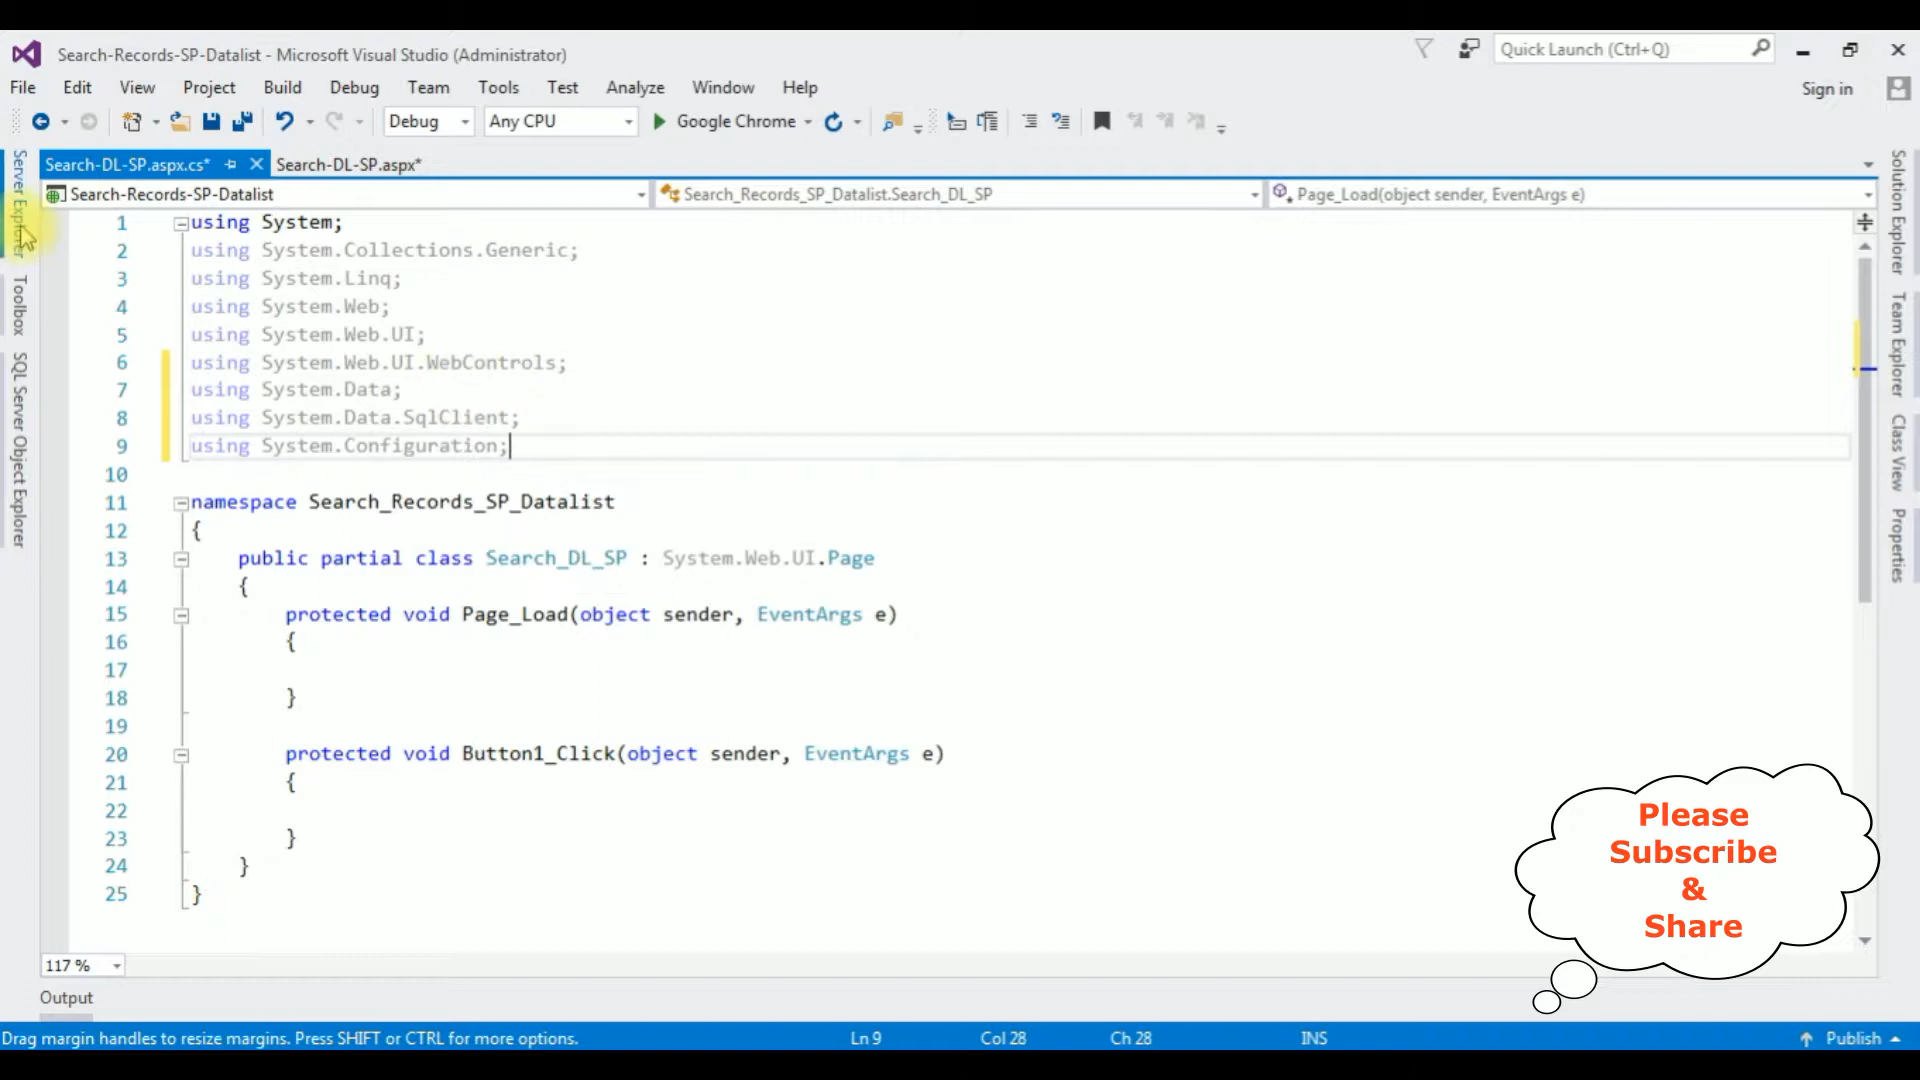 Search-Records-SP-Datalist - Microsoft Visual Studio (Administrator)
Quick Launch (Ctrl+Q)
File Edit View Project Build Debug Team Tools Test Analyze Window Help
Sign in
Debug Any CPU Google Chrome
Search-DL-SP.aspx.cs* Search-DL-SP.aspx*
Search-Records-SP-Datalist Search_Records_SP_Datalist.Search_DL_SP Page_Load(object sender, EventArgs e)
Server Explorer
Toolbox
SQL Server Object Explorer
1 using System;
2 using System.Collections.Generic;
3 using System.Linq;
4 using System.Web;
5 using System.Web.UI;
6 using System.Web.UI.WebControls;
7 using System.Data;
8 using System.Data.SqlClient;
9 using System.Configuration;
10
11 namespace Search_Records_SP_Datalist
12 {
13 public partial class Search_DL_SP : System.Web.UI.Page
14 {
15 protected void Page_Load(object sender, EventArgs e)
16 {
17
18 }
19
20 protected void Button1_Click(object sender, EventArgs e)
21 {
22
23 }
24 }
25 }
Solution Explorer
Team Explorer
Class View
Properties
Please
Subscribe
&
Share
117 %
Output
Drag margin handles to resize margins. Press SHIFT or CTRL for more options. Ln 9 Col 28 Ch 28 INS Publish